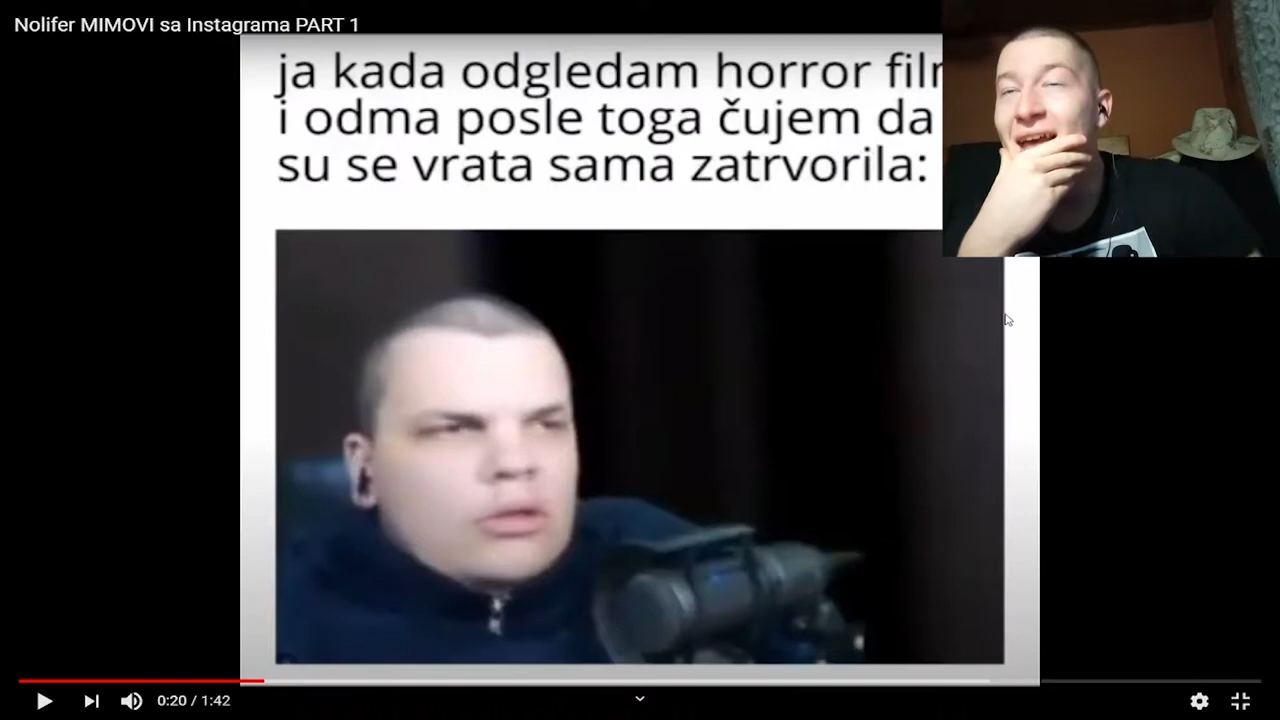 Nolifer MIMOVI sa Instagrama PART 1
ja kada odgledam horror
i odma posle toga čujem da
su se vrata sama zatrvorila:
0:20 / 1:42